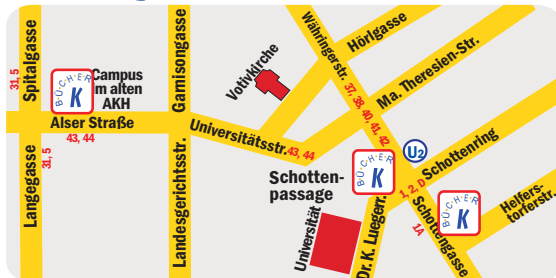 Spitalgasse
31, 5
BÜCHER
K
Campus
im alten
AKH
Garnisongasse
Votivkirche
Währingerstr.
37, 38, 40, 41, 42
Hörlgasse
Ma. Theresien-Str.
Alser Straße
43, 44
Universitätsstr.
43, 44
Langegasse
31, 5
Landesgerichtsstr.
Schotten-
passage
BÜCHER
K
U2
Schottenring
1, 2, D
Universität
Dr. K. Luegerr.
Schottengasse
1A
BÜCHER
K
Helfers-
torferstr.